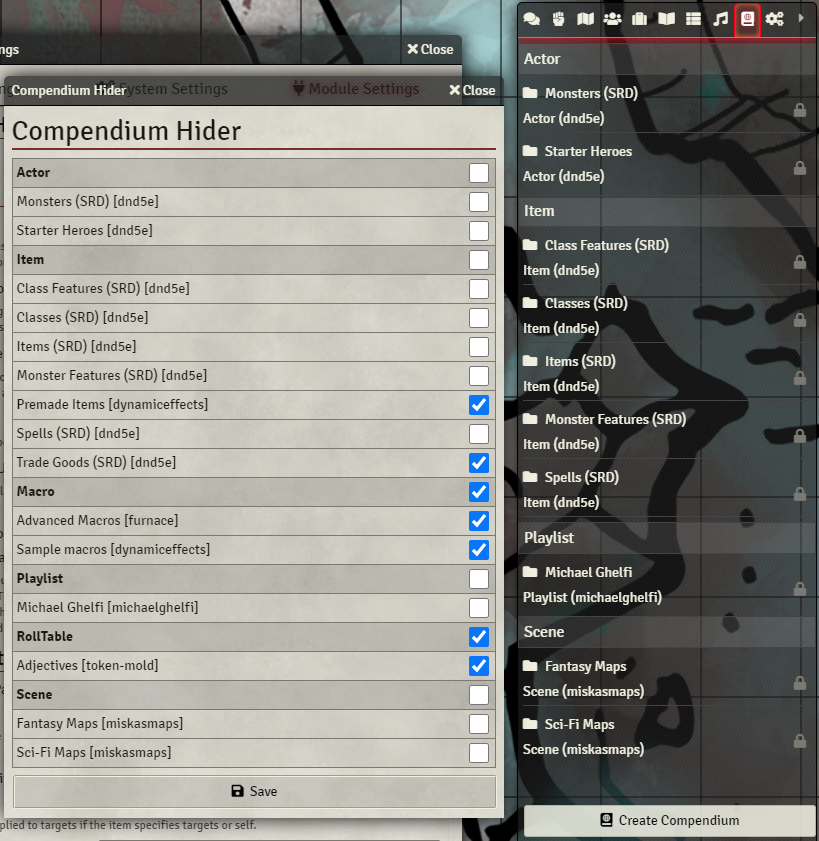 ngs
Close
System Settings
Module Settings
Compendium Hider
Close
Compendium Hider
Actor
Monsters (SRD) [dnd5e]
Starter Heroes [dnd5e]
Item
Class Features (SRD) [dnd5e]
Classes (SRD) [dnd5e]
Items (SRD) [dnd5e]
Monster Features (SRD) [dnd5e]
Premade Items [dynamiceffects]
Spells (SRD) [dnd5e]
Trade Goods (SRD) [dnd5e]
Macro
Advanced Macros [furnace]
Sample macros [dynamiceffects]
Playlist
Michael Ghelfi [michaelghelfi]
RollTable
Adjectives [token-mold]
Scene
Fantasy Maps [miskasmaps]
Sci-Fi Maps [miskasmaps]
Save
plied to targets if the item specifies targets or self.
Actor
Monsters (SRD)
Actor (dnd5e)
Starter Heroes
Actor (dnd5e)
Item
Class Features (SRD)
Item (dnd5e)
Classes (SRD)
Item (dnd5e)
Items (SRD)
Item (dnd5e)
Monster Features (SRD)
Item (dnd5e)
Spells (SRD)
Item (dnd5e)
Playlist
Michael Ghelfi
Playlist (michaelghelfi)
Scene
Fantasy Maps
Scene (miskasmaps)
Sci-Fi Maps
Scene (miskasmaps)
Create Compendium